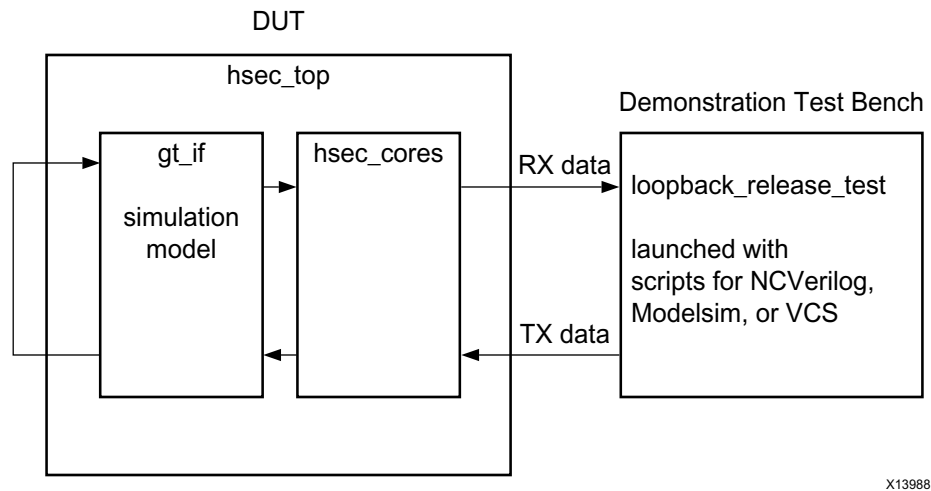 DUT
hsec_top
Demonstration Test Bench
gt_if
simulation
model
hsec_cores
RX data
TX data
loopback_release_test
launched with
scripts for NCVerilog,
Modelsim, or VCS
X13988